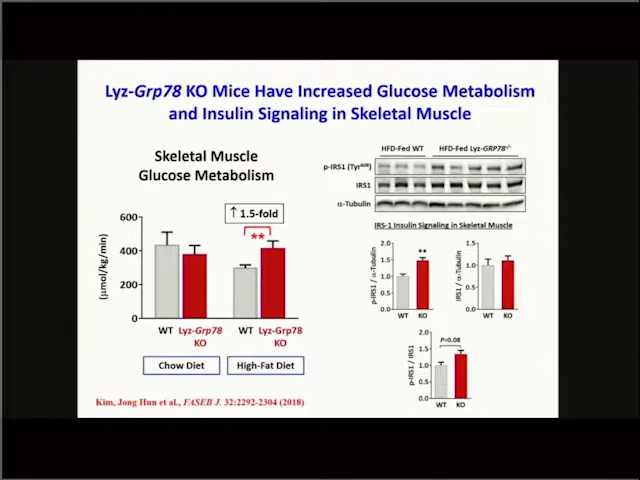 Lyz-Grp78 KO Mice Have Increased Glucose Metabolism
and Insulin Signaling in Skeletal Muscle
Skeletal Muscle
Glucose Metabolism
↑ 1.5-fold
**
(μmol/kg/min)
600
400
200
0
WT Lyz-Grp78 KO
WT Lyz-Grp78 KO
Chow Diet
High-Fat Diet
HFD-Fed WT HFD-Fed Lyz-GRP78-/-
p-IRS1 (Tyr608)
IRS1
α-Tubulin
IRS-1 Insulin Signaling in Skeletal Muscle
p-IRS1 / α-Tubulin
2.0
1.5
1.0
0.5
0.0
**
WT KO
IRS1 / α-Tubulin
1.5
1.0
0.5
0.0
WT KO
p-IRS1 / IRS1
2.0
1.5
1.0
0.5
0.0
P=0.08
WT KO
Kim, Jong Hun et al., FASEB J. 32:2292-2304 (2018)